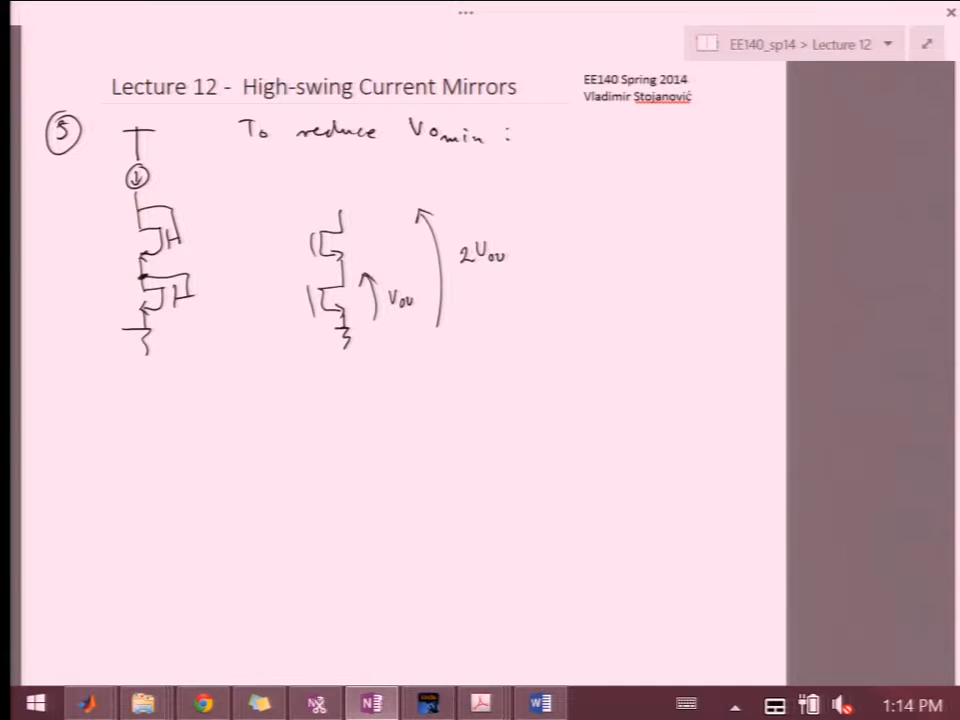 EE140_sp14 > Lecture 12
Lecture 12 - High-swing Current Mirrors
EE140 Spring 2014
Vladimir Stojanović
5
To reduce Vomin :
2Vov
Vov
1:14 PM